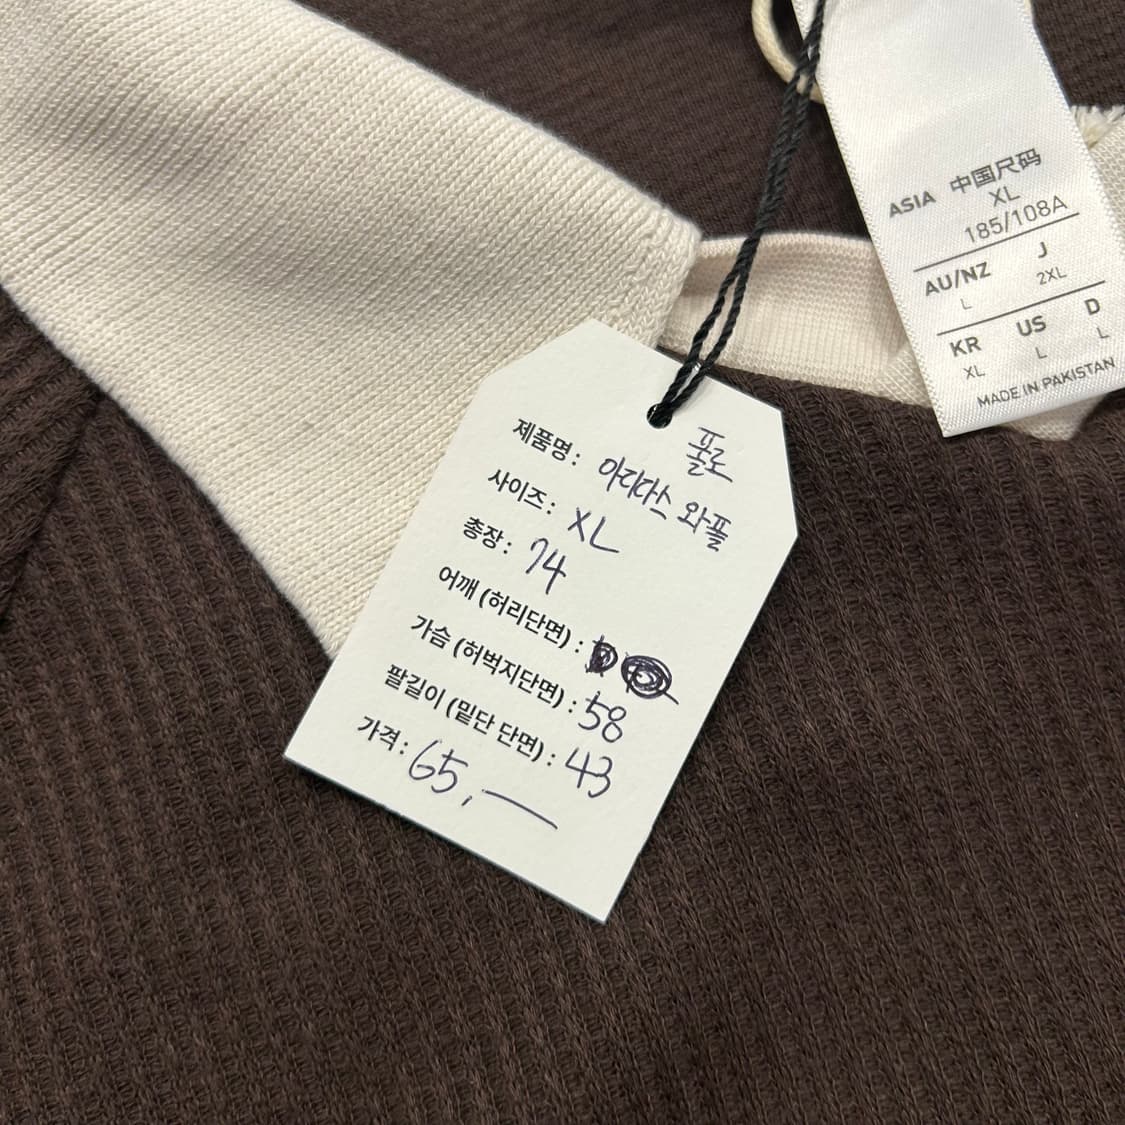 제품명: 아디다스 와플 폴로
사이즈: XL
총장: 74
어깨 (허리단면) :
가슴 (허벅지단면) : 58
팔길이 (밑단 단면) : 43
가격: 65,—
ASIA 中国尺码
XL
185/108A
AU/NZ J
L 2XL
KR US D
XL L L
MADE IN PAKISTAN